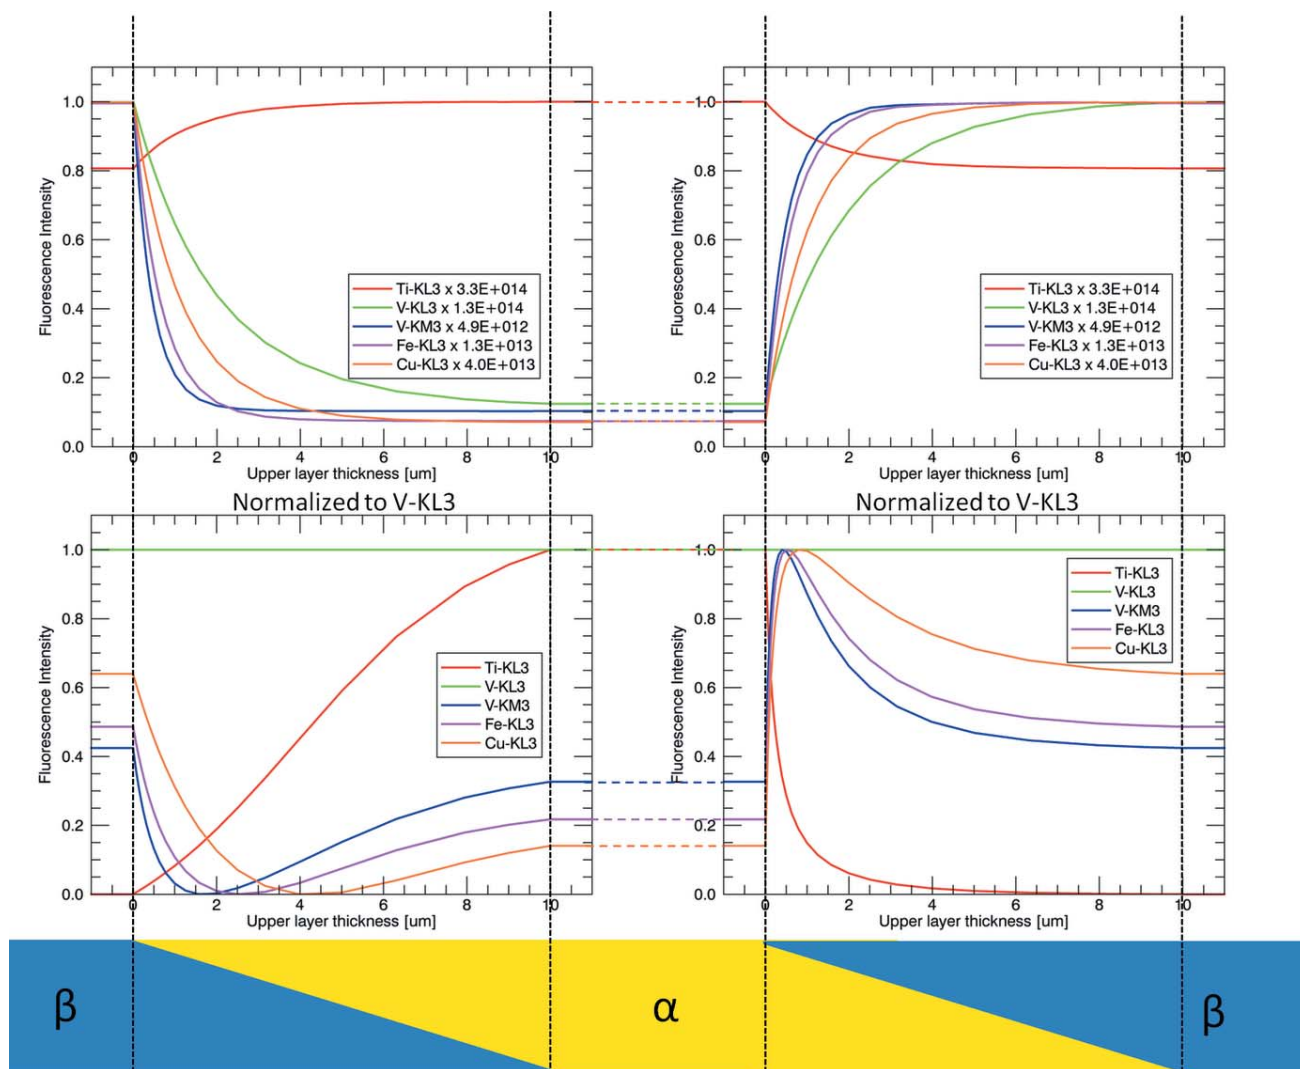 1.0
0.8
0.6
0.4
0.2
0.0
Fluorescence Intensity
Ti-KL3 x 3.3E+014
V-KL3 x 1.3E+014
V-KM3 x 4.9E+012
Fe-KL3 x 1.3E+013
Cu-KL3 x 4.0E+013
0 2 4 6 8 10
Upper layer thickness [um]
1.0
0.8
0.6
0.4
0.2
0.0
Fluorescence Intensity
Ti-KL3 x 3.3E+014
V-KL3 x 1.3E+014
V-KM3 x 4.9E+012
Fe-KL3 x 1.3E+013
Cu-KL3 x 4.0E+013
0 2 4 6 8 10
Upper layer thickness [um]
Normalized to V-KL3
1.0
0.8
0.6
0.4
0.2
0.0
Fluorescence Intensity
Ti-KL3
V-KL3
V-KM3
Fe-KL3
Cu-KL3
0 2 4 6 8 10
Upper layer thickness [um]
Normalized to V-KL3
1.0
0.8
0.6
0.4
0.2
0.0
Fluorescence Intensity
Ti-KL3
V-KL3
V-KM3
Fe-KL3
Cu-KL3
0 2 4 6 8 10
Upper layer thickness [um]
β α β